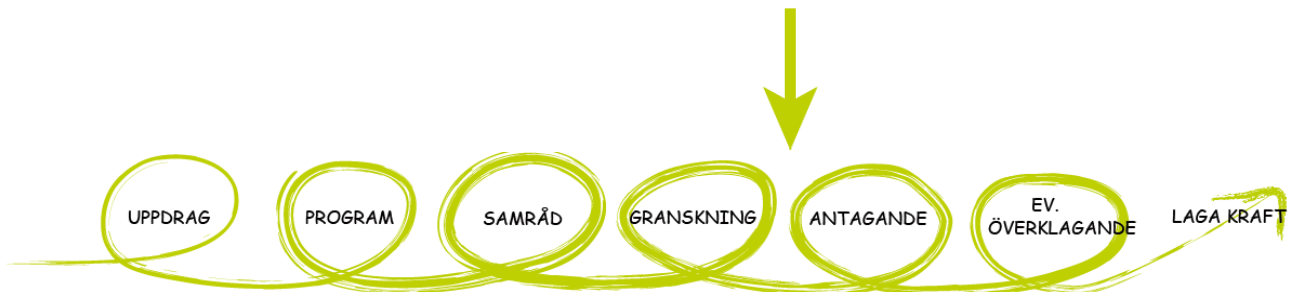 UPPDRAG
PROGRAM
SAMRÅD
GRANSKNING
ANTAGANDE
EV.
ÖVERKLAGANDE
LAGA KRAFT